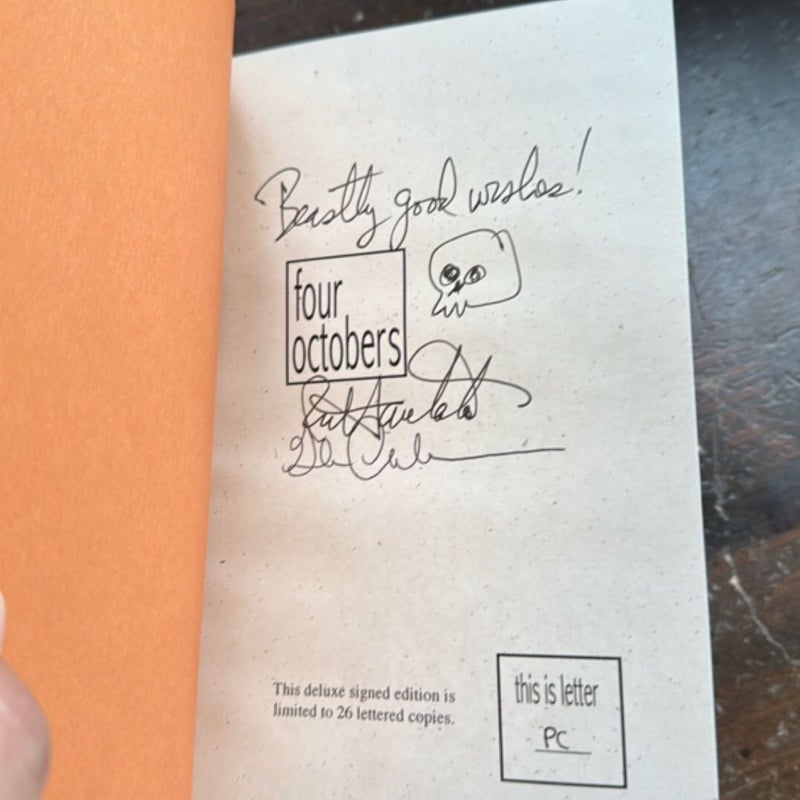 Beastly good wishes!
four
octobers
This deluxe signed edition is
limited to 26 lettered copies.
this is letter
PC